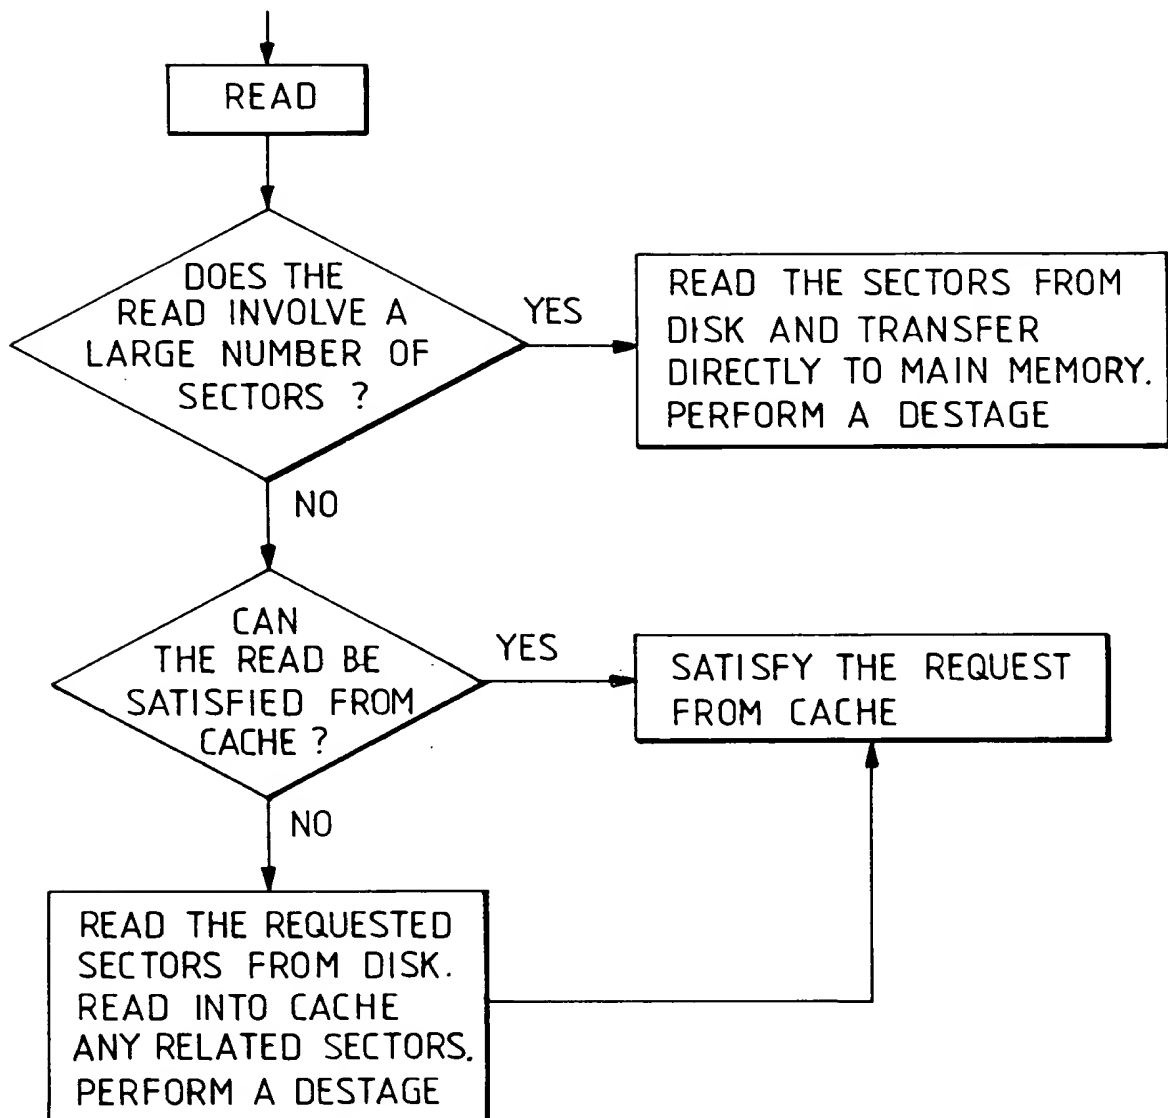 READ
DOES THE
READ INVOLVE A
LARGE NUMBER OF
SECTORS ?
YES
READ THE SECTORS FROM
DISK AND TRANSFER
DIRECTLY TO MAIN MEMORY.
PERFORM A DESTAGE
NO
CAN
THE READ BE
SATISFIED FROM
CACHE ?
YES
SATISFY THE REQUEST
FROM CACHE
NO
READ THE REQUESTED
SECTORS FROM DISK.
READ INTO CACHE
ANY RELATED SECTORS.
PERFORM A DESTAGE